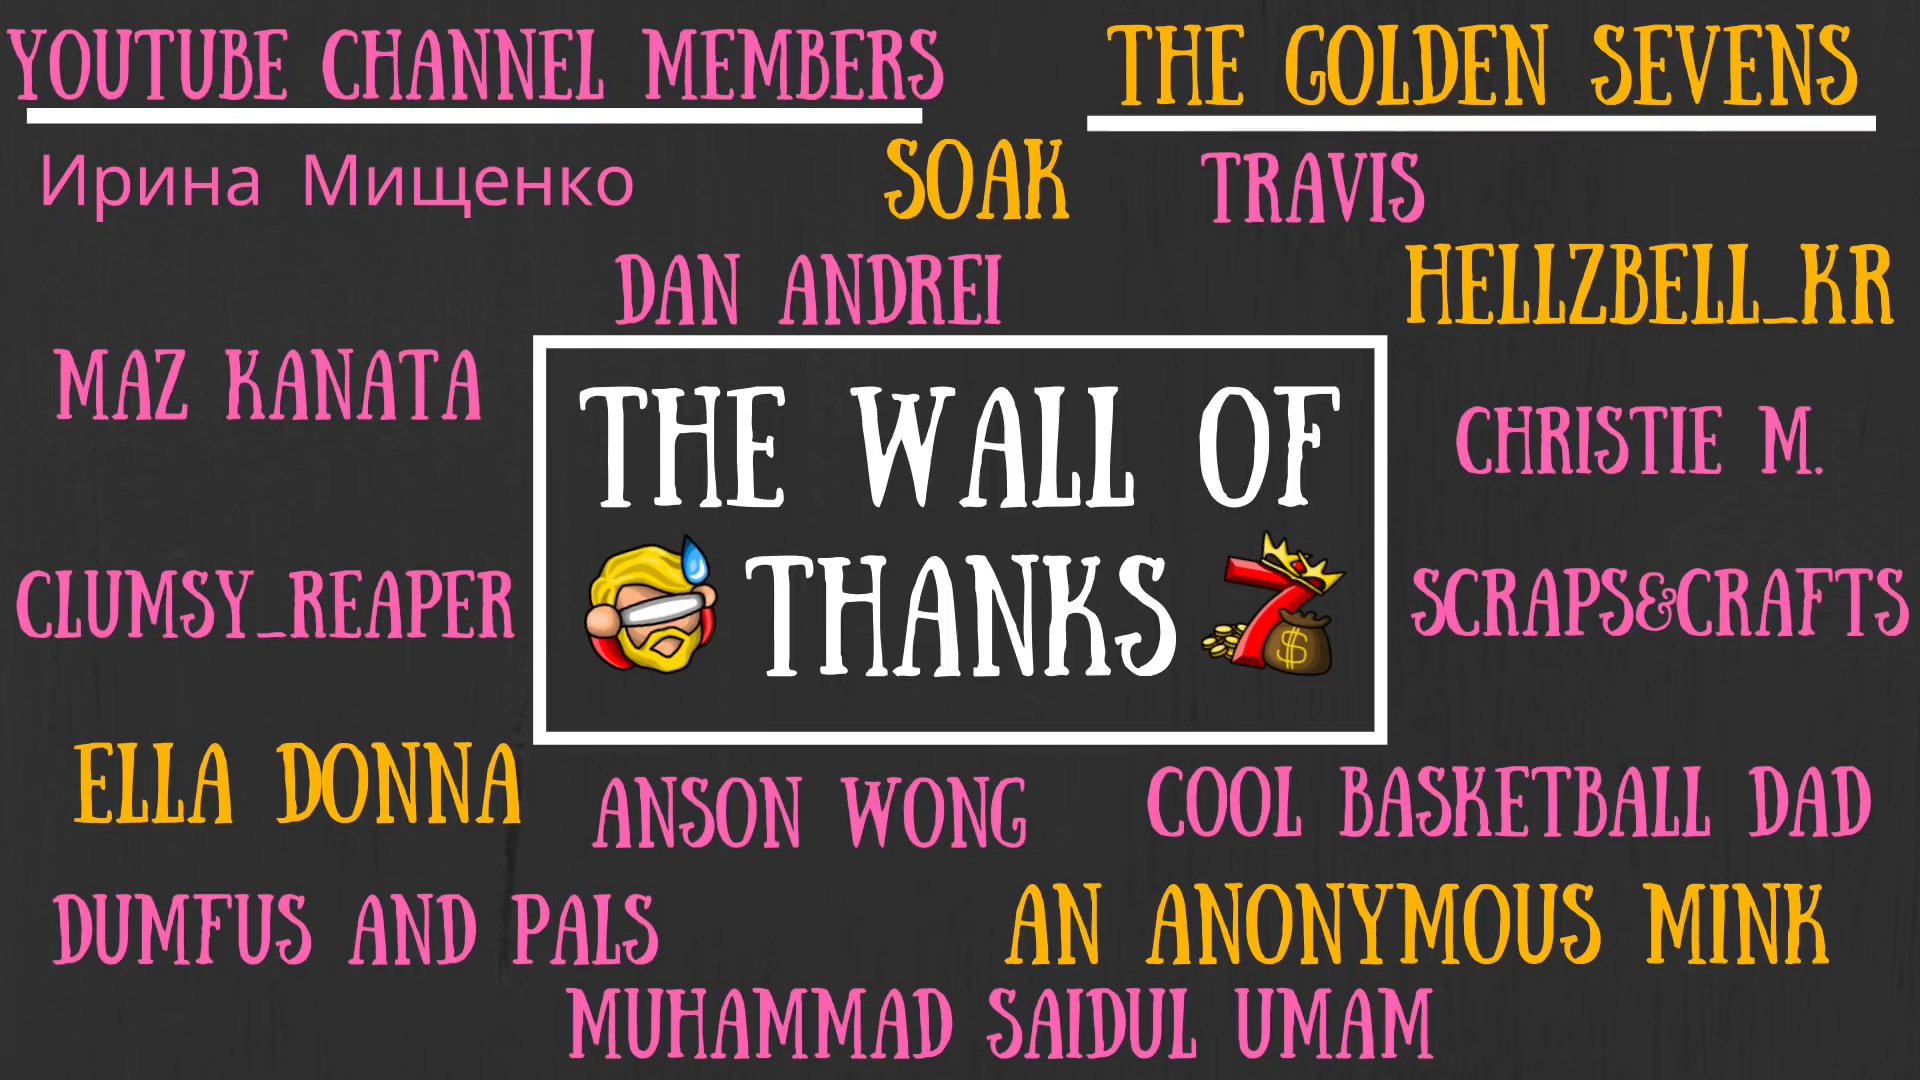 YOUTUBE CHANNEL MEMBERS
THE GOLDEN SEVENS
Ирина Мищенко
SOAK
TRAVIS
DAN ANDREI
HELLZBELL_KR
MAZ KANATA
THE WALL OF
THANKS
CHRISTIE M.
CLUMSY_REAPER
SCRAPS&CRAFTS
ELLA DONNA
ANSON WONG
COOL BASKETBALL DAD
DUMFUS AND PALS
AN ANONYMOUS MINK
MUHAMMAD SAIDUL UMAM